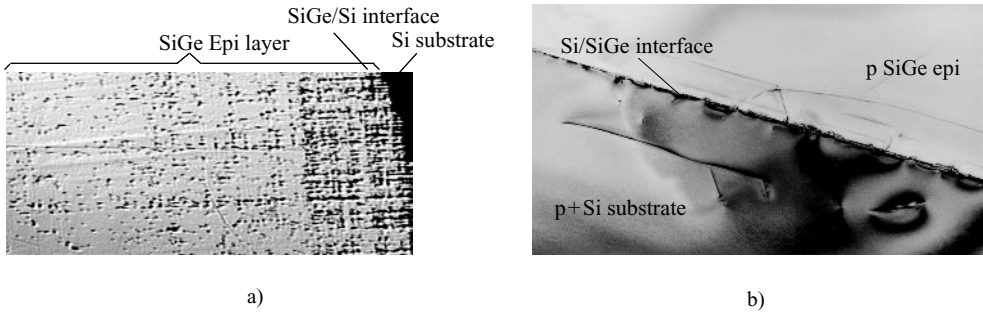 SiGe/Si interface
SiGe Epi layer
Si substrate
Si/SiGe interface
p SiGe epi
p+Si substrate
a)
b)